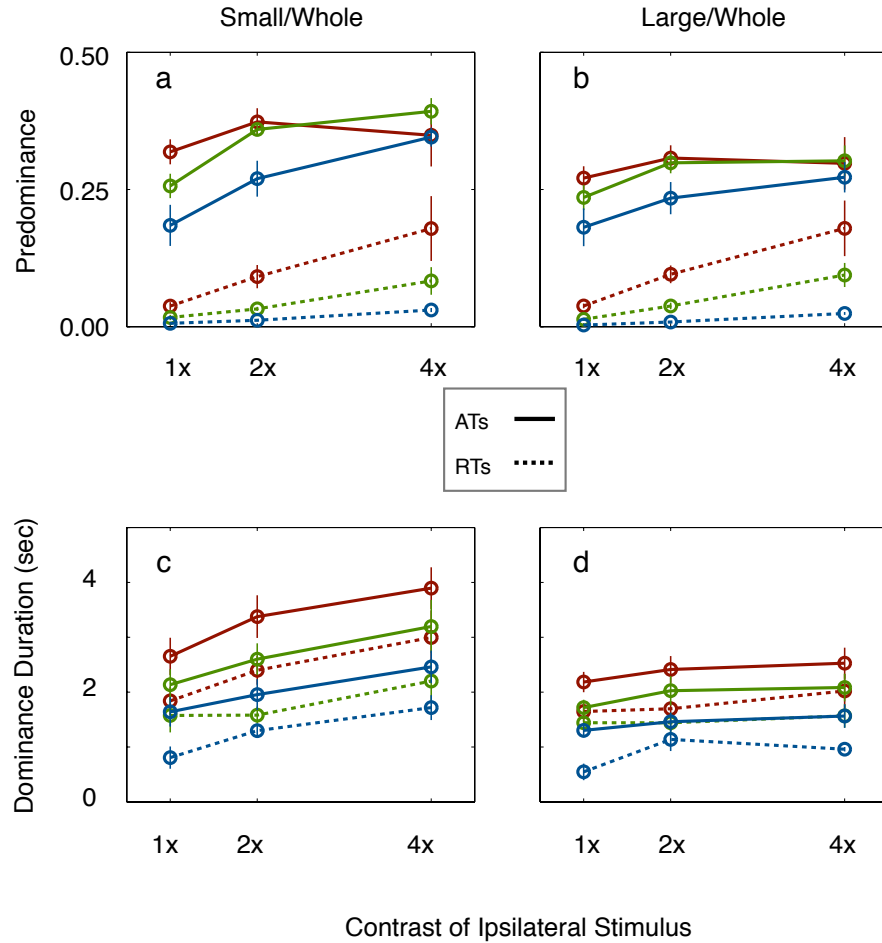 Small/Whole
Large/Whole
Predominance
0.50
0.25
0.00
a
b
1x 2x 4x
1x 2x 4x
ATs
RTs
Dominance Duration (sec)
4
2
0
c
d
1x 2x 4x
1x 2x 4x
Contrast of Ipsilateral Stimulus